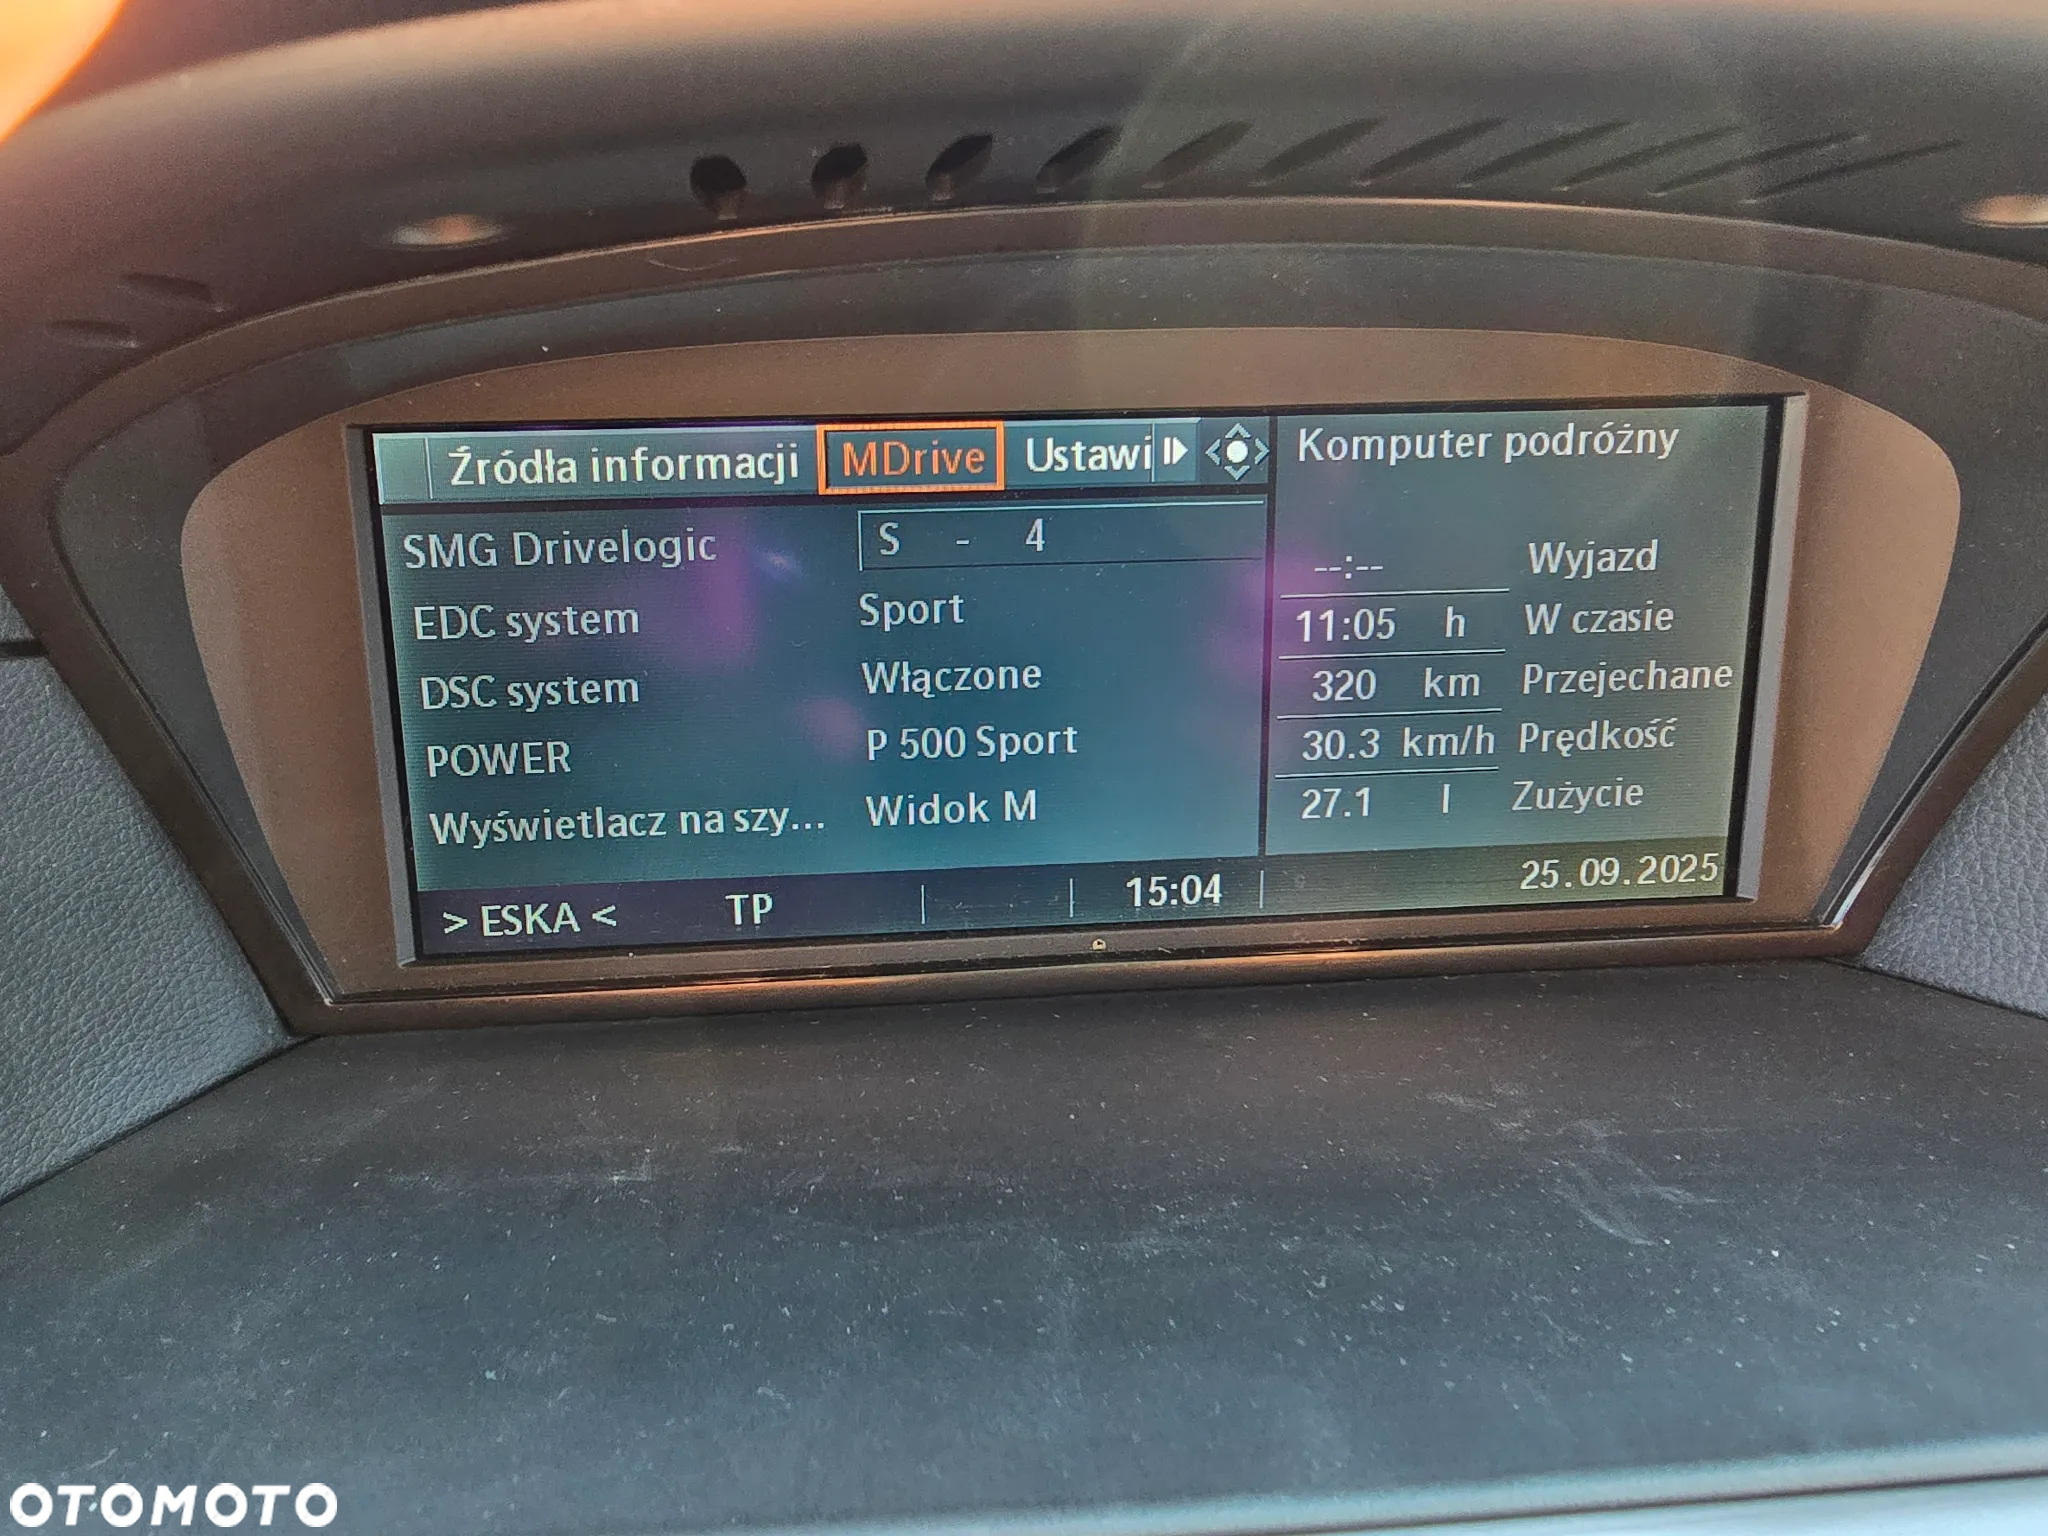 Źródła informacji MDrive Ustawi
SMG Drivelogic S - 4
EDC system Sport
DSC system Włączone
POWER P 500 Sport
Wyświetlacz na szy... Widok M
Komputer podróżny
--:-- Wyjazd
11:05 h W czasie
320 km Przejechane
30.3 km/h Prędkość
27.1 l Zużycie
> ESKA < TP 15:04 25.09.2025
OTOMOTO